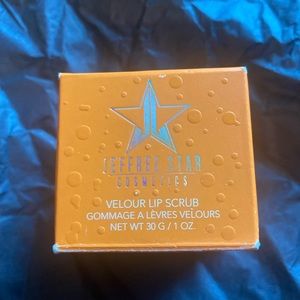 JEFFREE STAR
COSMETICS
VELOUR LIP SCRUB
GOMMAGE A LÈVRES VELOURS
NET WT 30 G / 1 OZ.